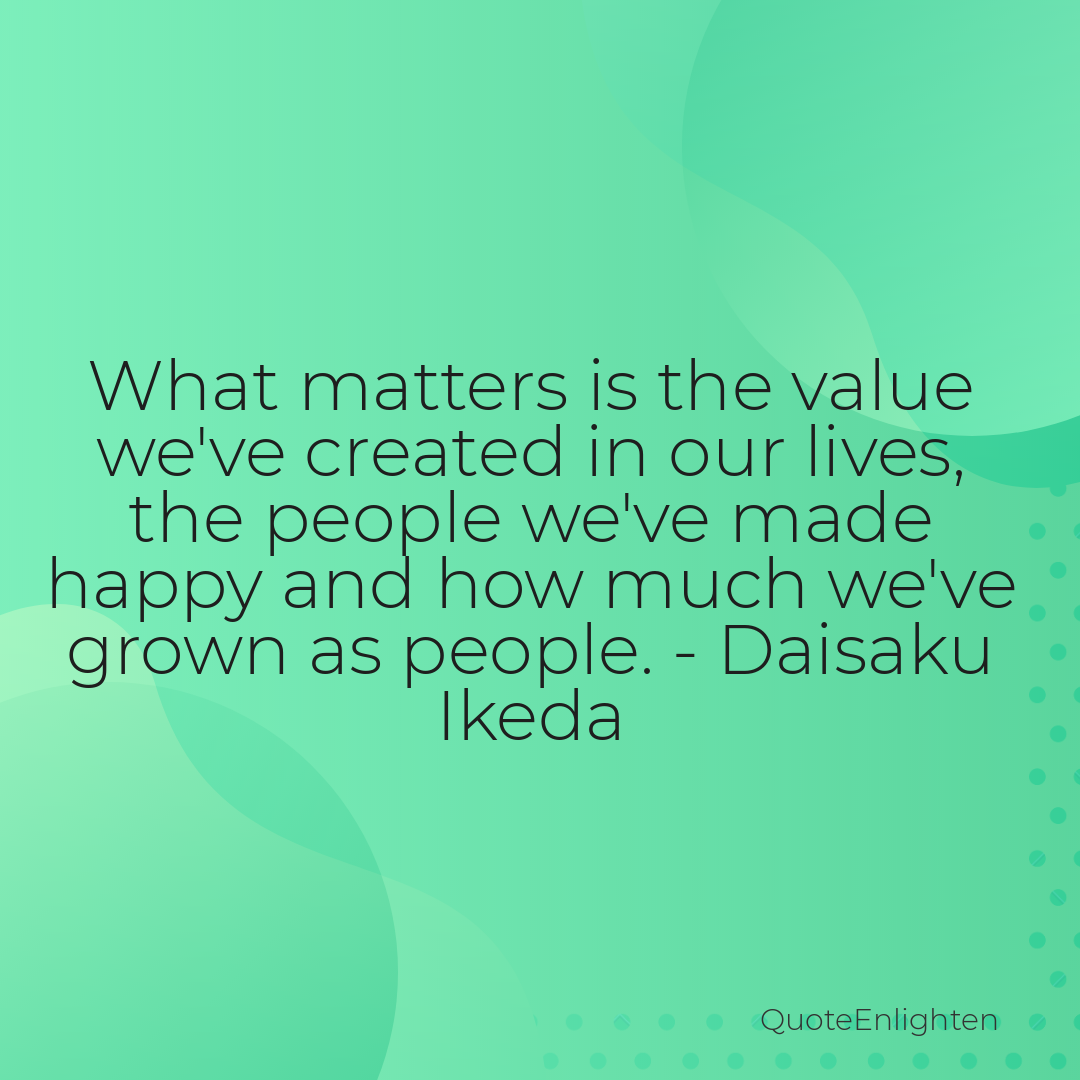 What matters is the value
we've created in our lives,
the people we've made
happy and how much we've
grown as people. - Daisaku
Ikeda
QuoteEnlighten